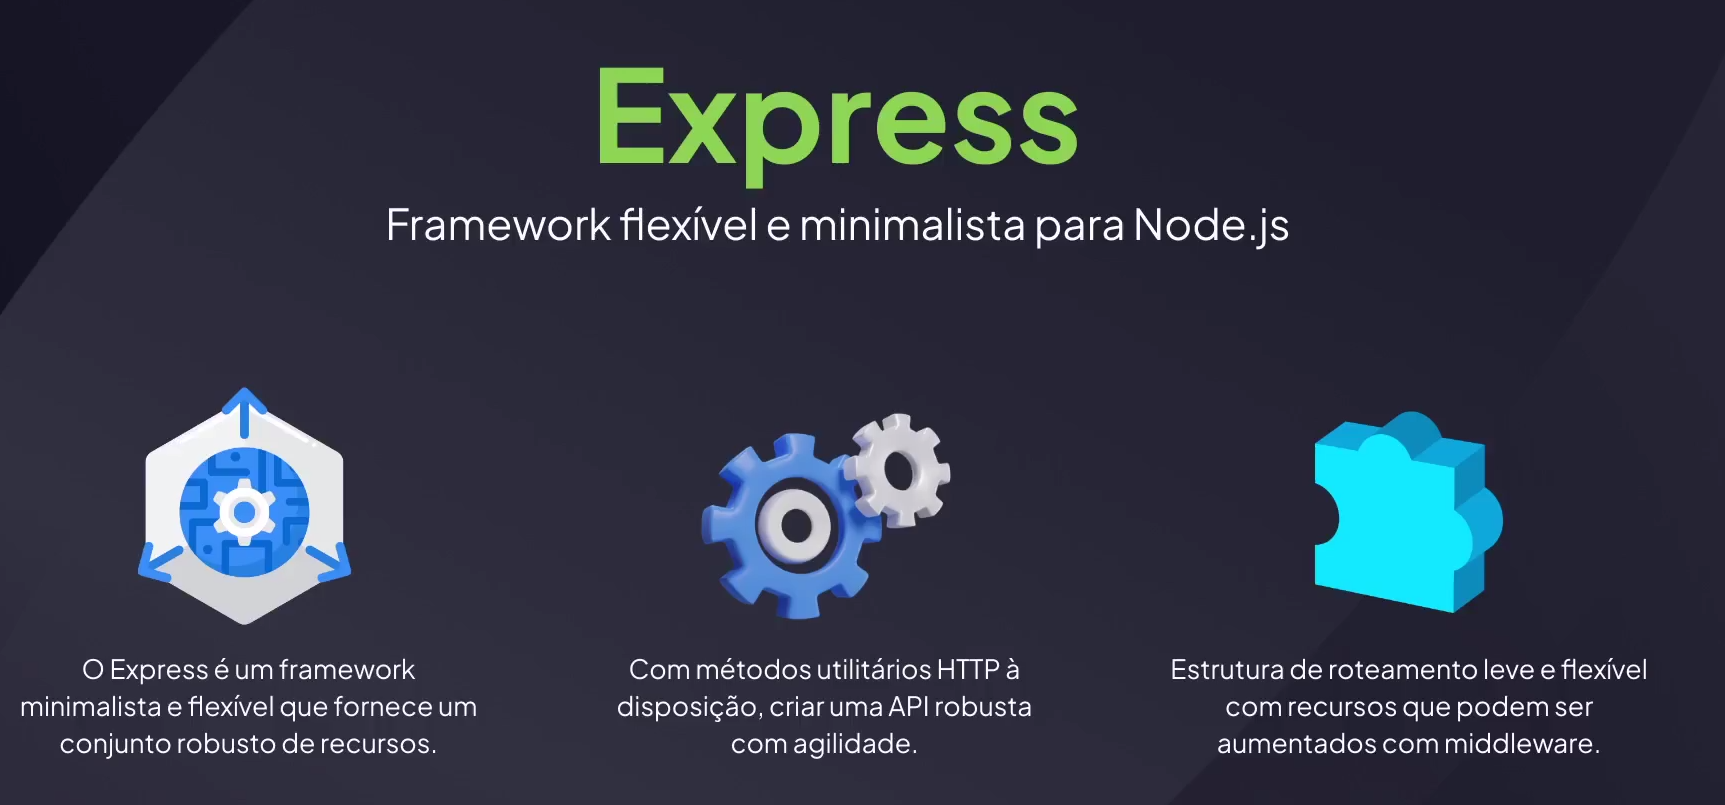 Express
Framework flexível e minimalista para Node.js
O Express é um framework
minimalista e flexível que fornece um
conjunto robusto de recursos.
Com métodos utilitários HTTP à
disposição, criar uma API robusta
com agilidade.
Estrutura de roteamento leve e flexível
com recursos que podem ser
aumentados com middleware.